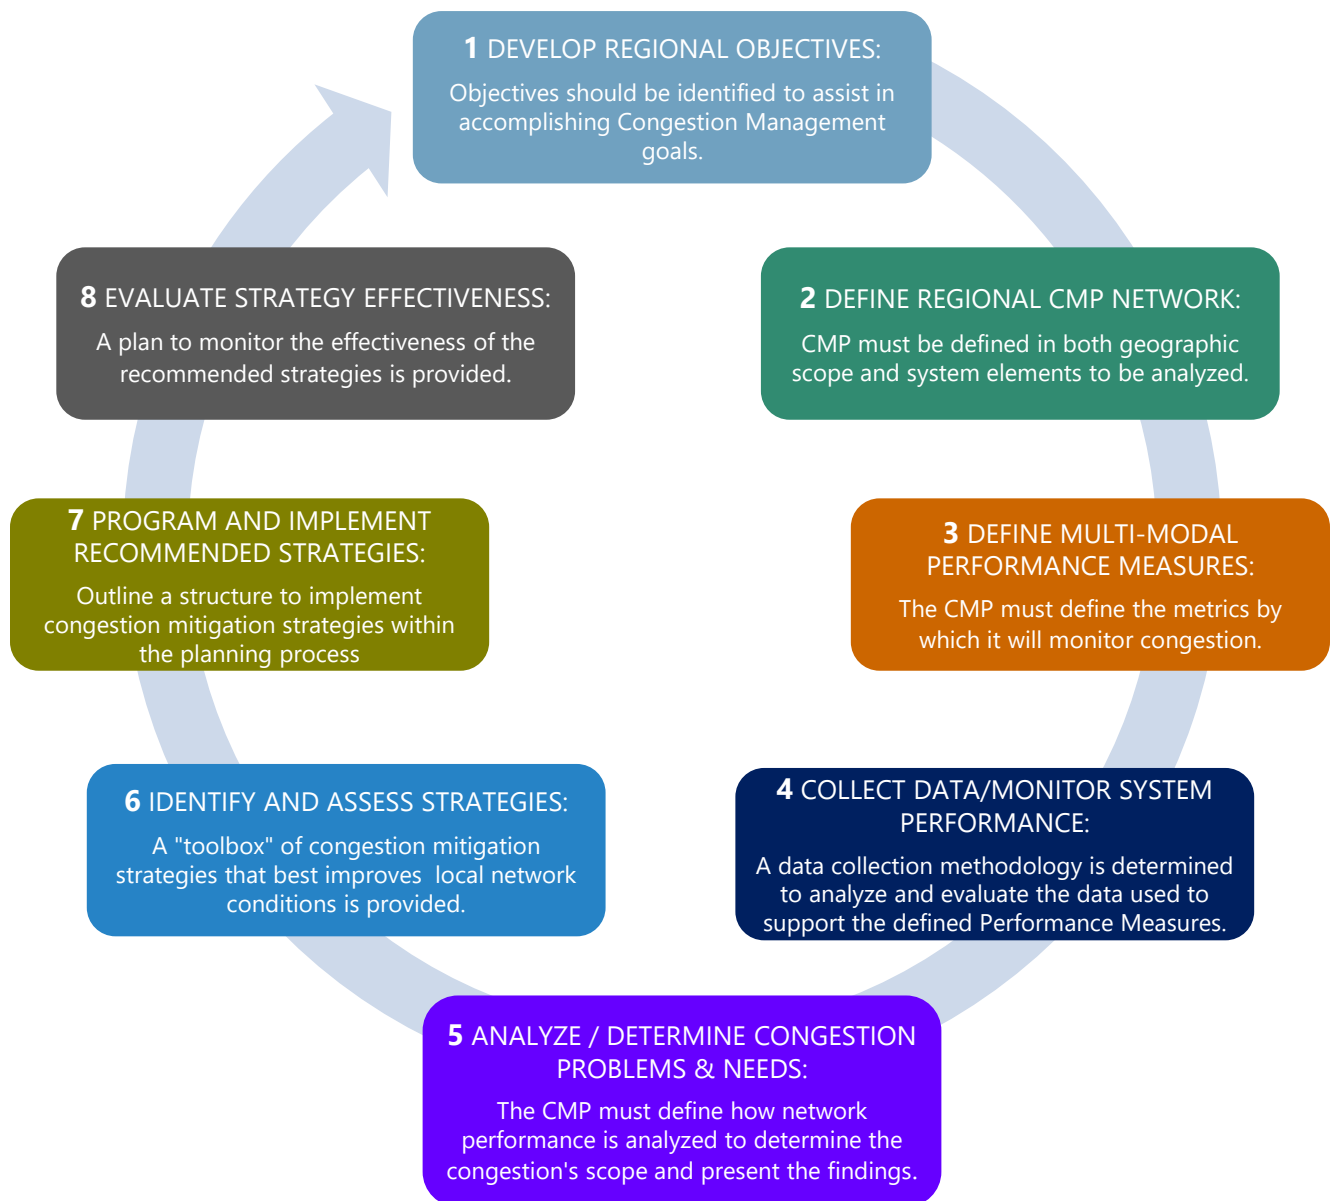 1 DEVELOP REGIONAL OBJECTIVES:
Objectives should be identified to assist in
accomplishing Congestion Management
goals.
2 DEFINE REGIONAL CMP NETWORK:
CMP must be defined in both geographic
scope and system elements to be analyzed.
3 DEFINE MULTI-MODAL
PERFORMANCE MEASURES:
The CMP must define the metrics by
which it will monitor congestion.
4 COLLECT DATA/MONITOR SYSTEM
PERFORMANCE:
A data collection methodology is determined
to analyze and evaluate the data used to
support the defined Performance Measures.
5 ANALYZE / DETERMINE CONGESTION
PROBLEMS & NEEDS:
The CMP must define how network
performance is analyzed to determine the
congestion's scope and present the findings.
6 IDENTIFY AND ASSESS STRATEGIES:
A "toolbox" of congestion mitigation
strategies that best improves  local network
conditions is provided.
7 PROGRAM AND IMPLEMENT
RECOMMENDED STRATEGIES:
Outline a structure to implement
congestion mitigation strategies within
the planning process
8 EVALUATE STRATEGY EFFECTIVENESS:
A plan to monitor the effectiveness of the
recommended strategies is provided.